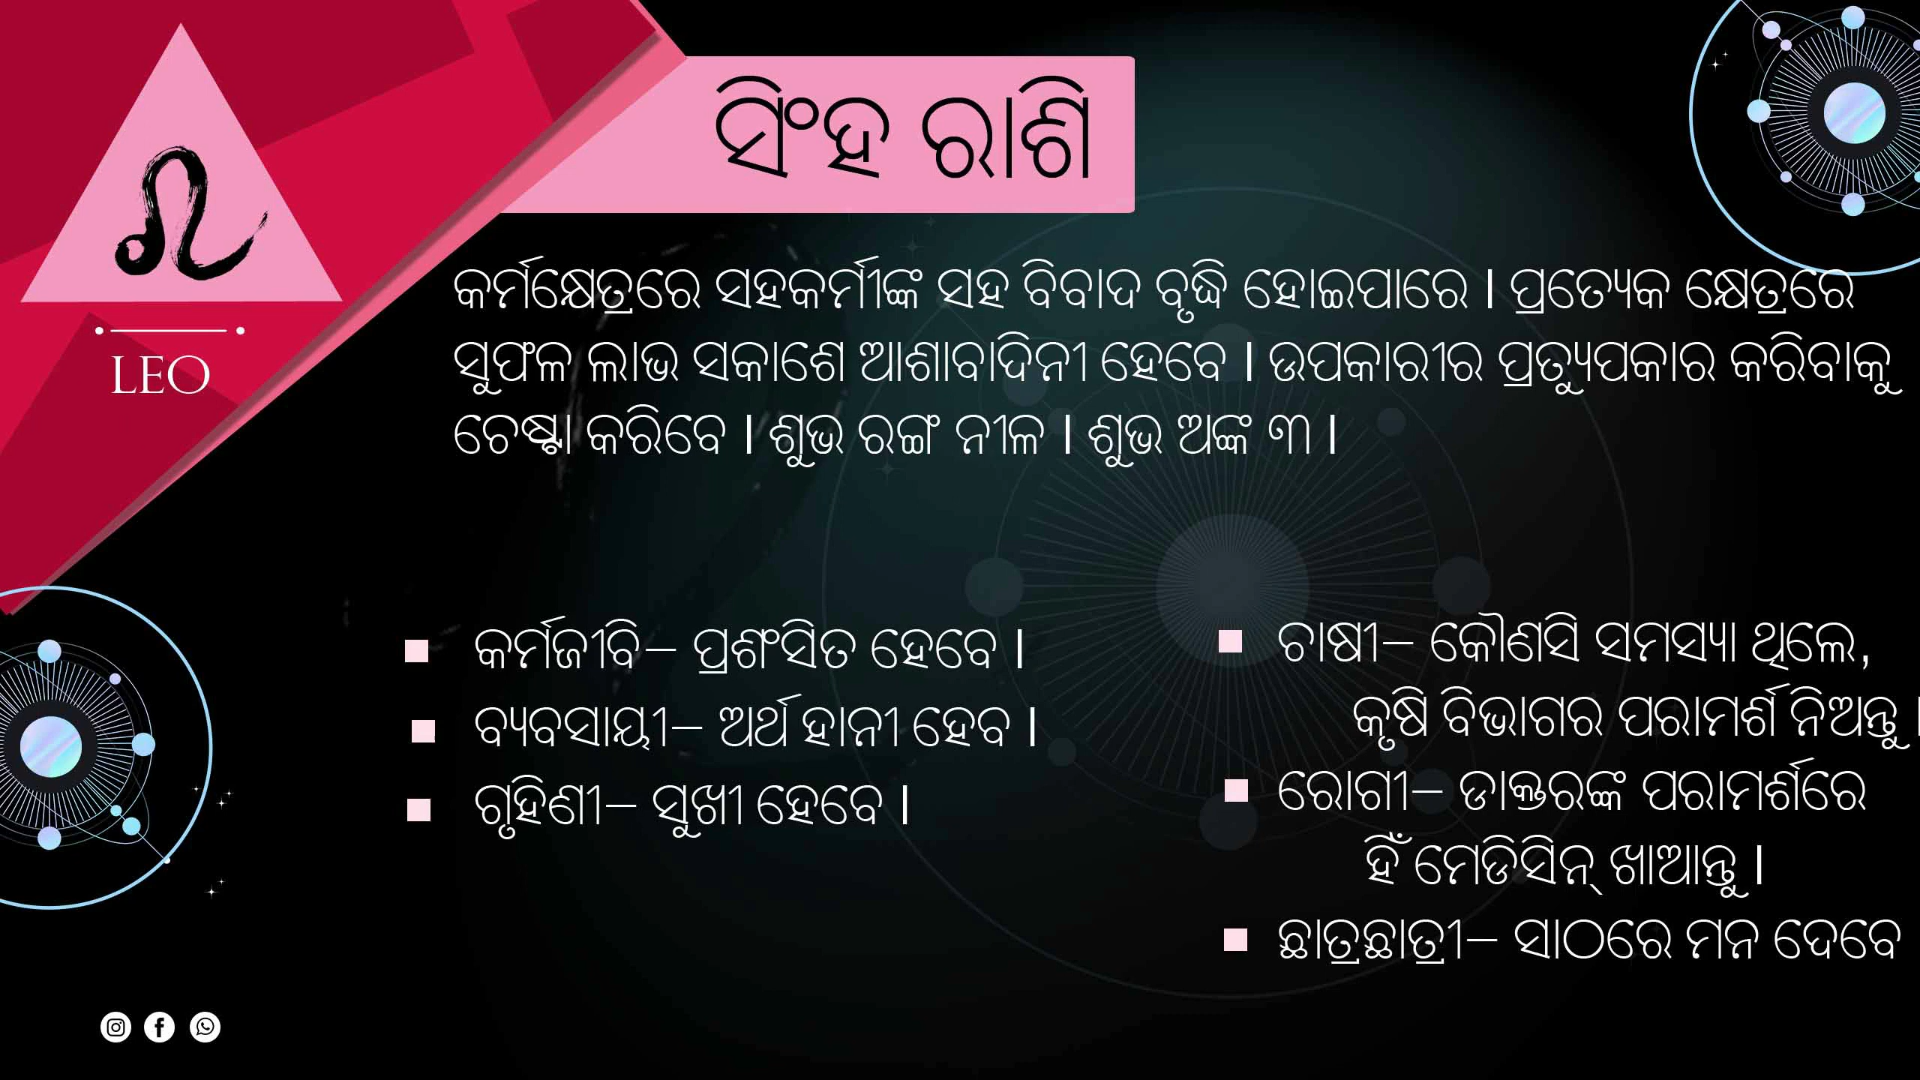 ସିଂହ ରାଶି
LEO
କର୍ମକ୍ଷେତ୍ରରେ ସହକର୍ମୀଙ୍କ ସହ ବିବାଦ ବୃଦ୍ଧି ହୋଇପାରେ । ପ୍ରତ୍ୟେକ କ୍ଷେତ୍ରରେ
ସୁଫଳ ଲାଭ ସକାଶେ ଆଶାବାଦିନୀ ହେବେ । ଉପକାରୀର ପ୍ରତ୍ୟୁପକାର କରିବାକୁ
ଚେଷ୍ଟା କରିବେ । ଶୁଭ ରଙ୍ଗ ନୀଳ । ଶୁଭ ଅଙ୍କ ୩ ।
କର୍ମଜୀବି– ପ୍ରଶଂସିତ ହେବେ ।
ବ୍ୟବସାୟୀ– ଅର୍ଥ ହାନୀ ହେବ ।
ଗୃହିଣୀ– ସୁଖୀ ହେବେ ।
ଚାଷୀ– କୌଣସି ସମସ୍ୟା ଥିଲେ,
କୃଷି ବିଭାଗର ପରାମର୍ଶ ନିଅନ୍ତୁ ।
ରୋଗୀ– ଡାକ୍ତରଙ୍କ ପରାମର୍ଶରେ
ହିଁ ମେଡିସିନ୍ ଖାଆନ୍ତୁ ।
ଛାତ୍ରଛାତ୍ରୀ– ସାଠରେ ମନ ଦେବେ